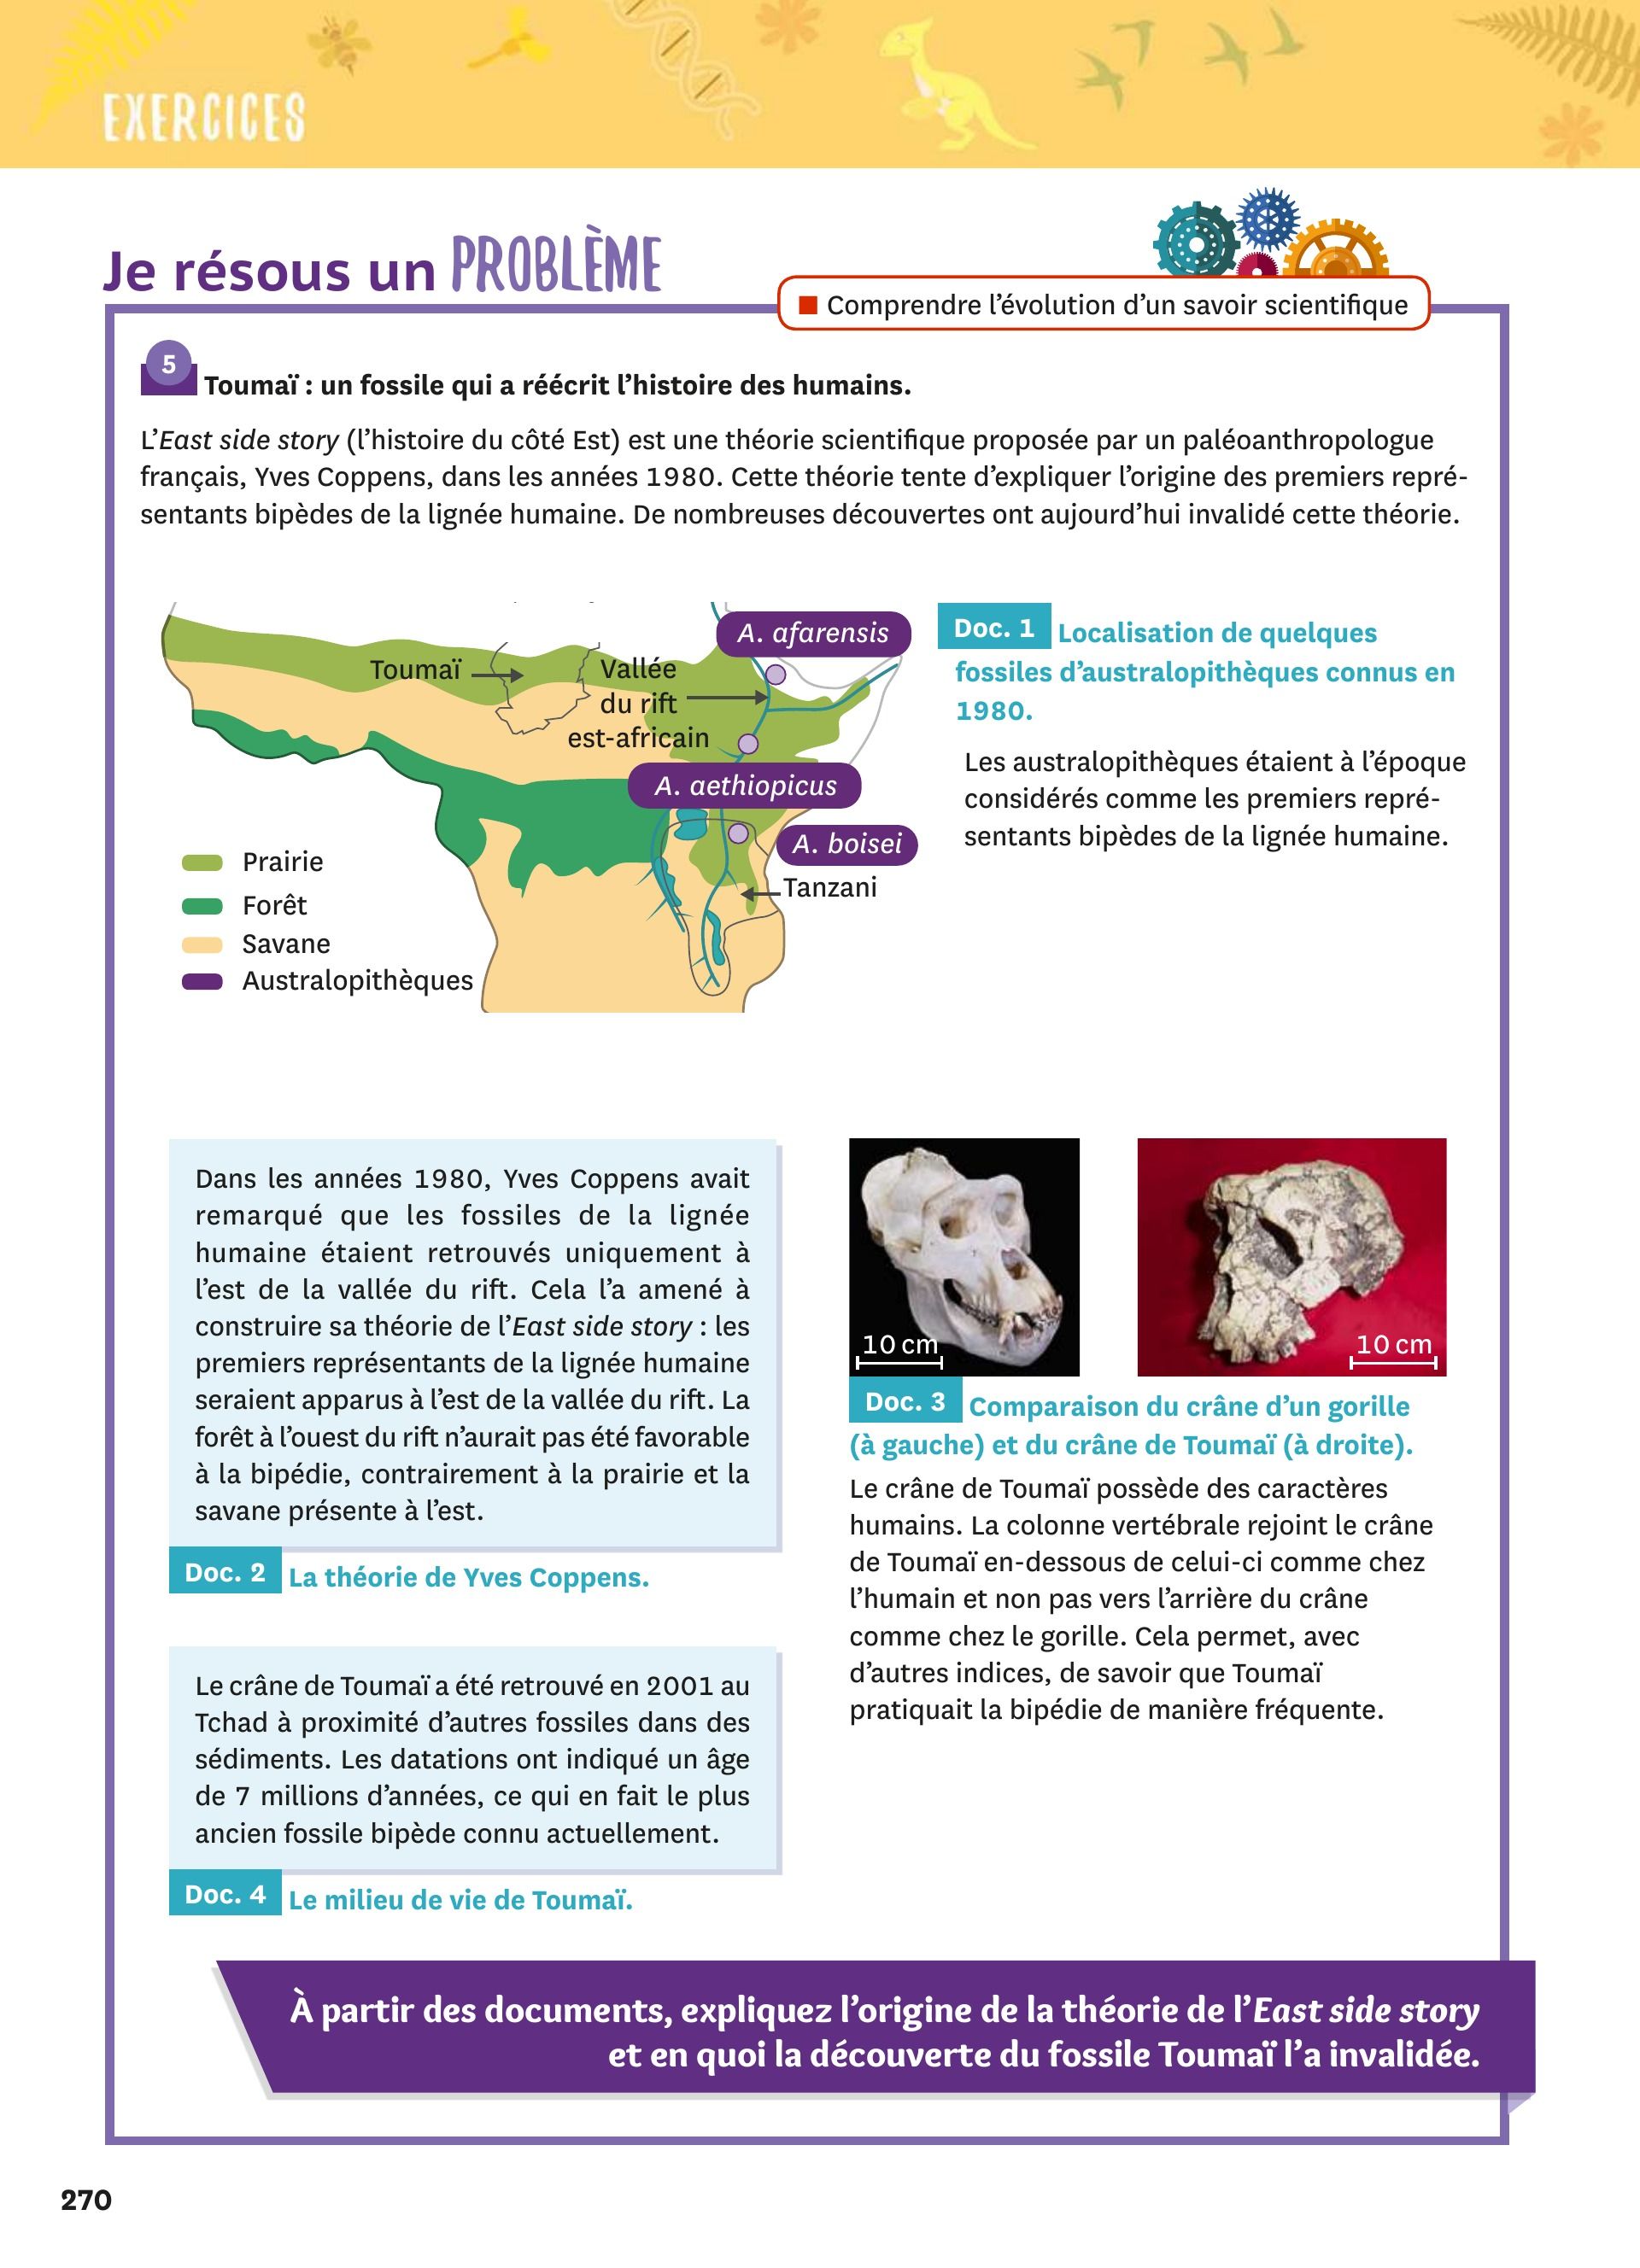 EXERCICES
Je résous un PROBLÈME
■ Comprendre l’évolution d’un savoir scientifique
5
Toumaï : un fossile qui a réécrit l’histoire des humains.
L’East side story (l’histoire du côté Est) est une théorie scientifique proposée par un paléoanthropologue
français, Yves Coppens, dans les années 1980. Cette théorie tente d’expliquer l’origine des premiers repré-
sentants bipèdes de la lignée humaine. De nombreuses découvertes ont aujourd’hui invalidé cette théorie.
A. afarensis
Toumaï
Vallée
du rift
est-africain
A. aethiopicus
A. boisei
Tanzani
Prairie
Forêt
Savane
Australopithèques
Doc. 1 Localisation de quelques
fossiles d’australopithèques connus en
1980.
Les australopithèques étaient à l’époque
considérés comme les premiers repré-
sentants bipèdes de la lignée humaine.
Dans les années 1980, Yves Coppens avait
remarqué que les fossiles de la lignée
humaine étaient retrouvés uniquement à
l’est de la vallée du rift. Cela l’a amené à
construire sa théorie de l’East side story : les
premiers représentants de la lignée humaine
seraient apparus à l’est de la vallée du rift. La
forêt à l’ouest du rift n’aurait pas été favorable
à la bipédie, contrairement à la prairie et la
savane présente à l’est.
Doc. 2 La théorie de Yves Coppens.
Le crâne de Toumaï a été retrouvé en 2001 au
Tchad à proximité d’autres fossiles dans des
sédiments. Les datations ont indiqué un âge
de 7 millions d’années, ce qui en fait le plus
ancien fossile bipède connu actuellement.
Doc. 4 Le milieu de vie de Toumaï.
10 cm
10 cm
Doc. 3 Comparaison du crâne d’un gorille
(à gauche) et du crâne de Toumaï (à droite).
Le crâne de Toumaï possède des caractères
humains. La colonne vertébrale rejoint le crâne
de Toumaï en-dessous de celui-ci comme chez
l’humain et non pas vers l’arrière du crâne
comme chez le gorille. Cela permet, avec
d’autres indices, de savoir que Toumaï
pratiquait la bipédie de manière fréquente.
À partir des documents, expliquez l’origine de la théorie de l’East side story
et en quoi la découverte du fossile Toumaï l’a invalidée.
270